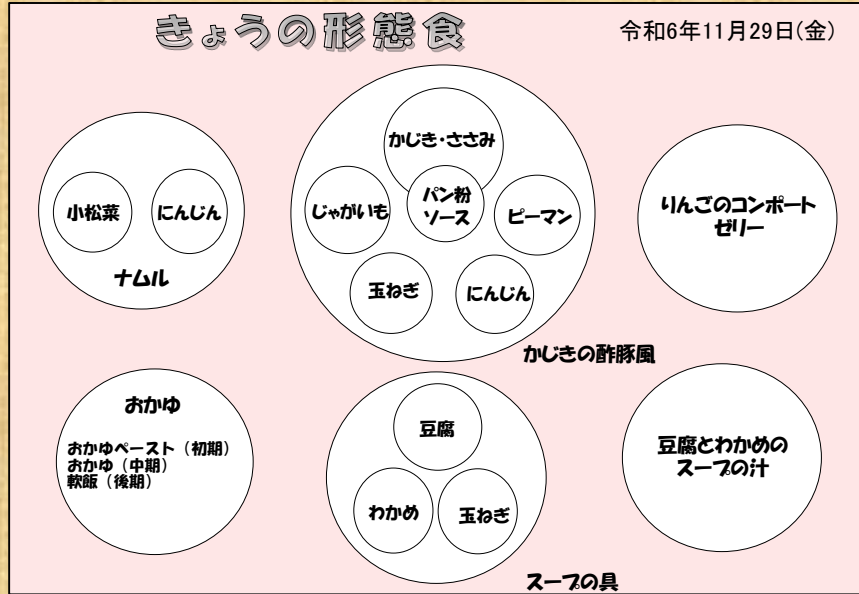 きょうの形態食
令和6年11月29日(金)
小松菜
にんじん
ナムル
かじき・ささみ
じゃがいも
パン粉
ソース
ピーマン
玉ねぎ
にんじん
かじきの酢豚風
りんごのコンポート
ゼリー
おかゆ
おかゆペースト（初期）
おかゆ（中期）
軟飯（後期）
豆腐
わかめ
玉ねぎ
スープの具
豆腐とわかめの
スープの汁